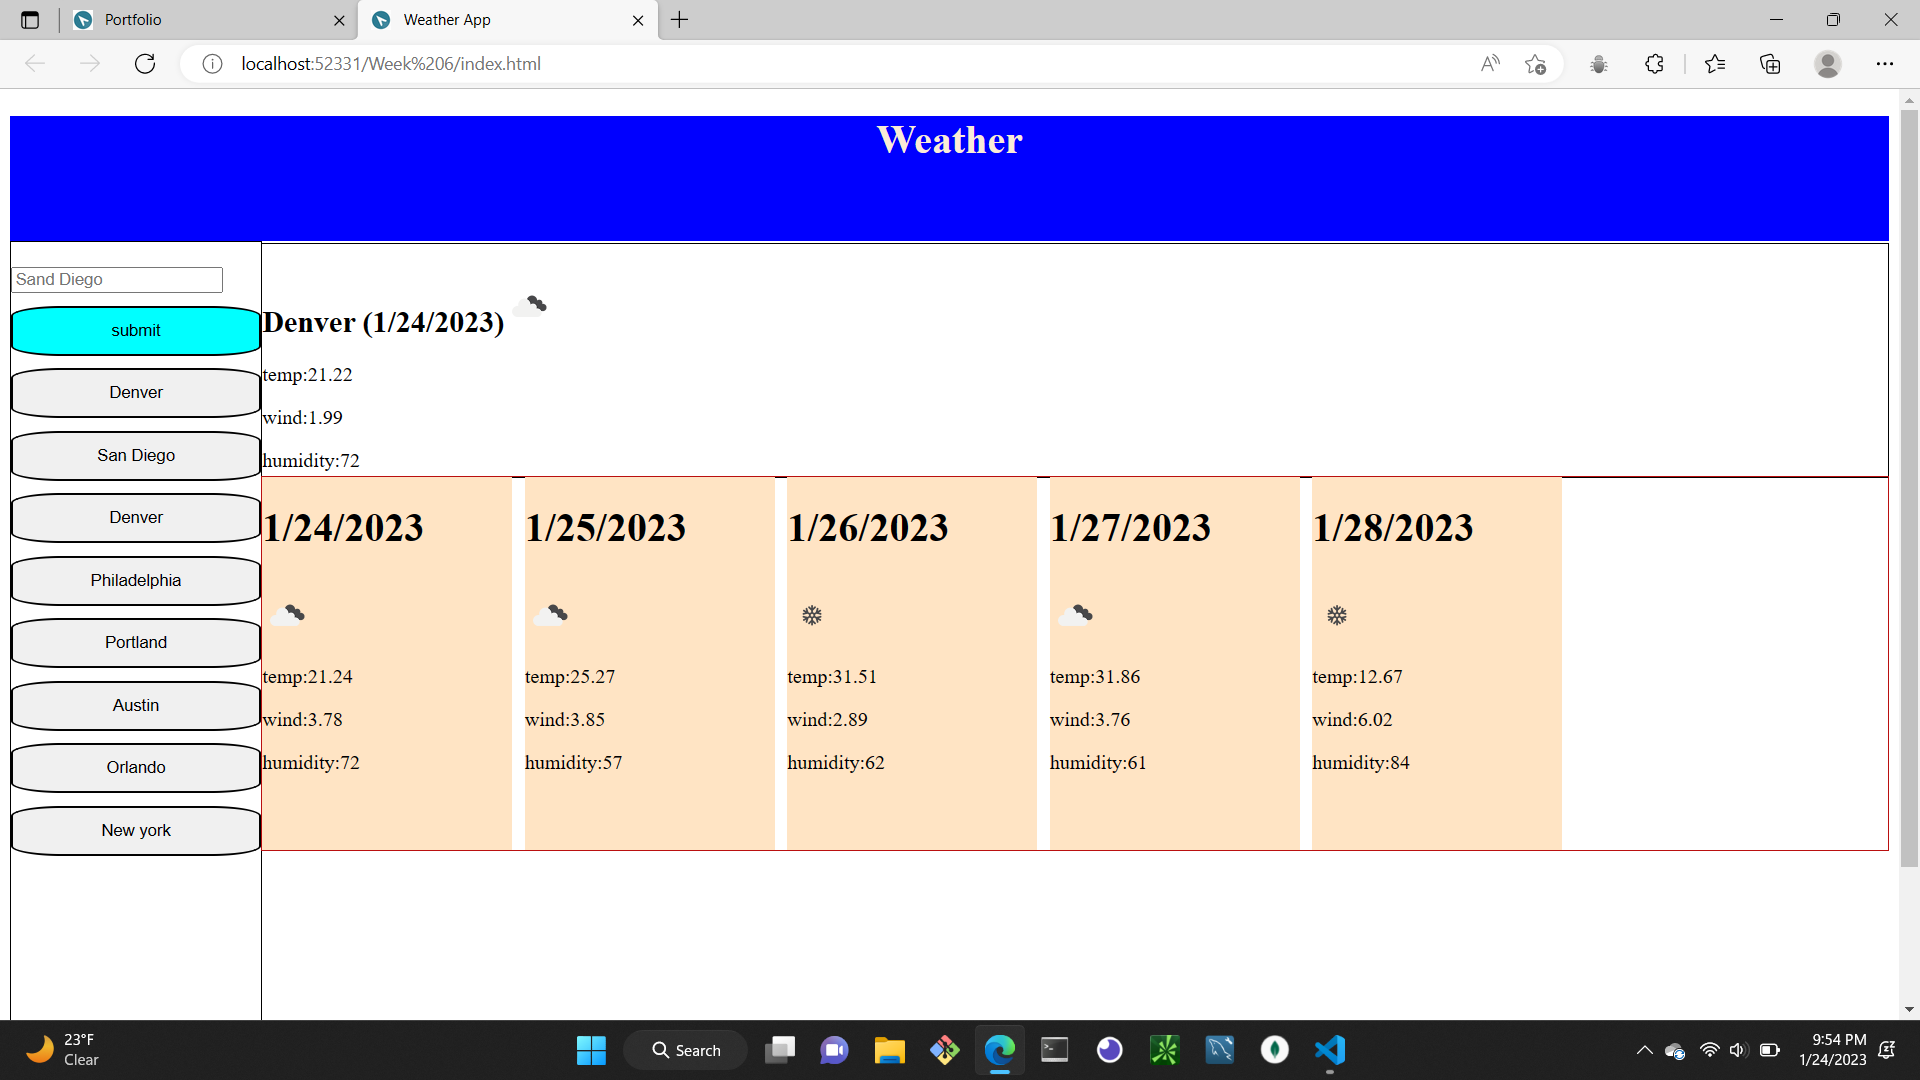 Portfolio
Weather App
localhost:52331/Week%206/index.html
Weather
Sand Diego
submit
Denver
San Diego
Denver
Philadelphia
Portland
Austin
Orlando
New york
Denver (1/24/2023)
temp:21.22
wind:1.99
humidity:72
1/24/2023
temp:21.24
wind:3.78
humidity:72
1/25/2023
temp:25.27
wind:3.85
humidity:57
1/26/2023
temp:31.51
wind:2.89
humidity:62
1/27/2023
temp:31.86
wind:3.76
humidity:61
1/28/2023
temp:12.67
wind:6.02
humidity:84
23°F
Clear
Search
9:54 PM
1/24/2023